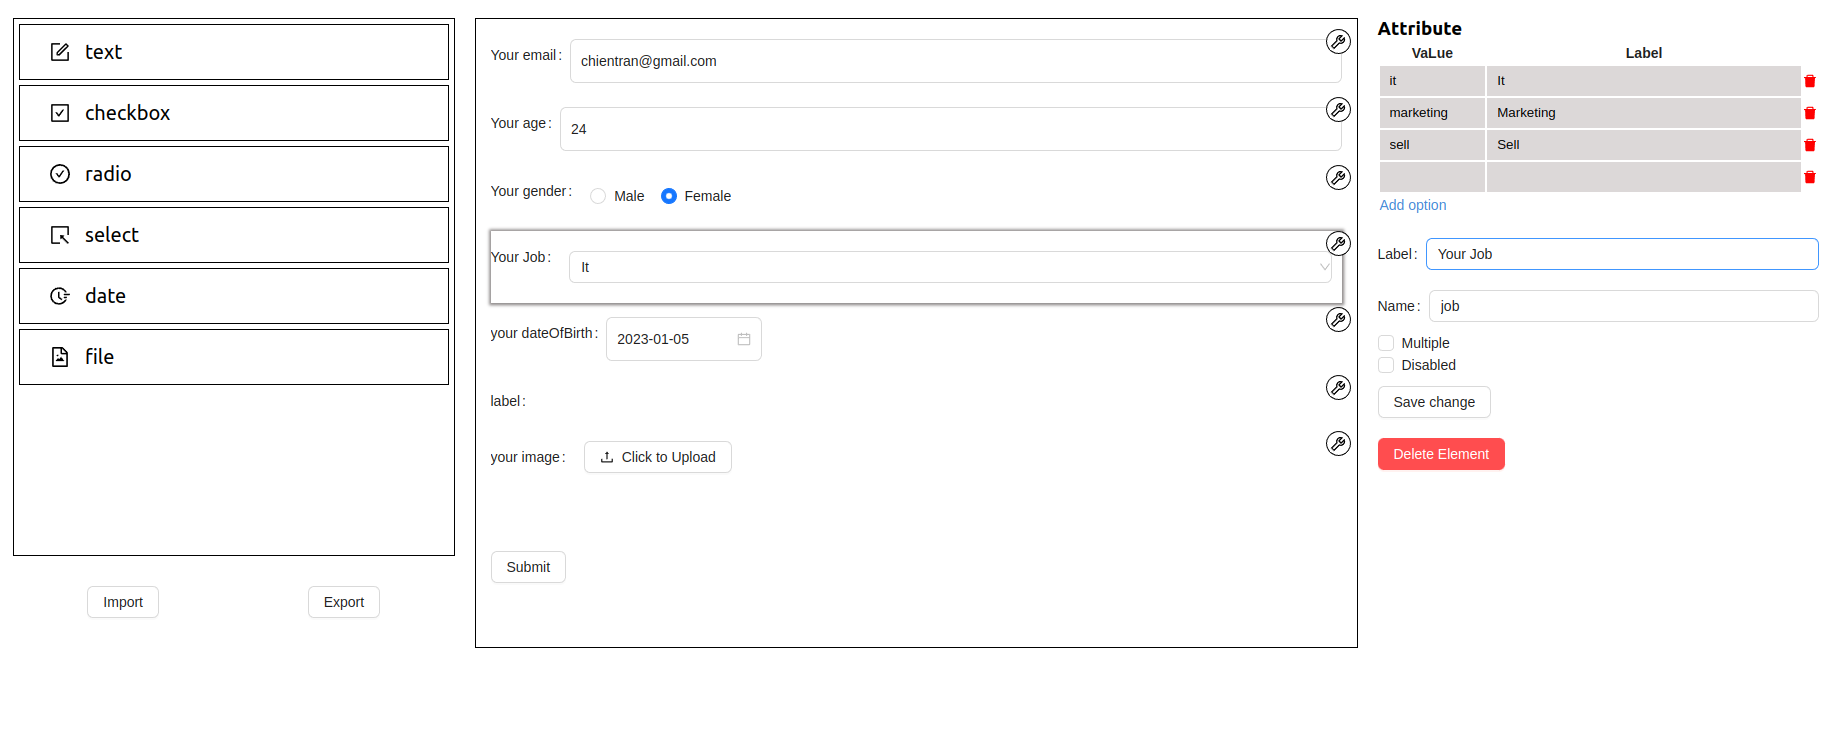 text
checkbox
radio
select
date
file
Import
Export
Your email :
chientran@gmail.com
Your age :
24
Your gender :
Male
Female
Your Job :
It
your dateOfBirth :
2023-01-05
label :
your image :
Click to Upload
Submit
Attribute
VaLue Label
it It
marketing Marketing
sell Sell
Add option
Label : Your Job
Name : job
Multiple
Disabled
Save change
Delete Element